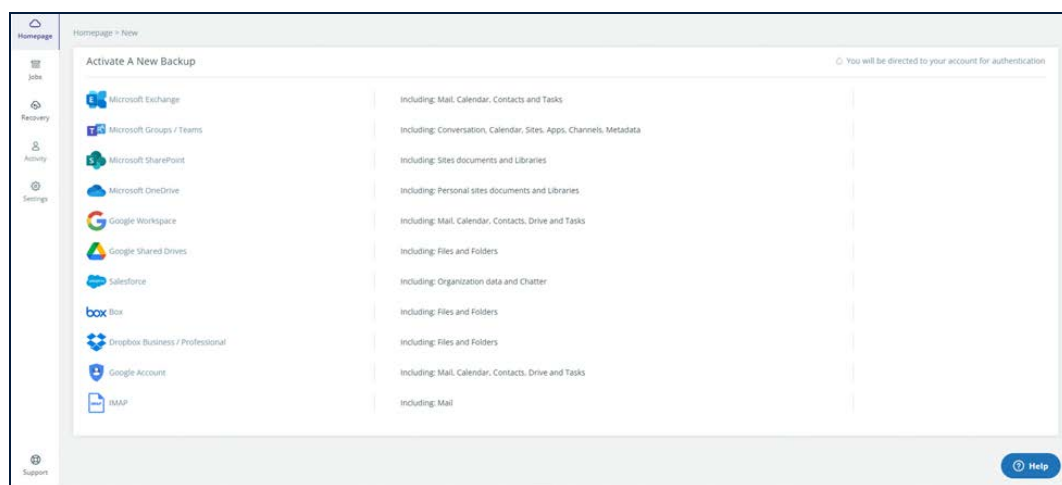 Homepage
Jobs
Recovery
Activity
Settings
Support
Homepage > New
Activate A New Backup
You will be directed to your account for authentication
Microsoft Exchange Including: Mail, Calendar, Contacts and Tasks
Microsoft Groups / Teams Including: Conversation, Calendar, Sites, Apps, Channels, Metadata
Microsoft SharePoint Including: Sites documents and Libraries
Microsoft OneDrive Including: Personal sites documents and Libraries
Google Workspace Including: Mail, Calendar, Contacts, Drive and Tasks
Google Shared Drives Including: Files and Folders
Salesforce Including: Organization data and Chatter
box Box Including: Files and Folders
Dropbox Business / Professional Including: Files and Folders
Google Account Including: Mail, Calendar, Contacts, Drive and Tasks
IMAP Including: Mail
Help